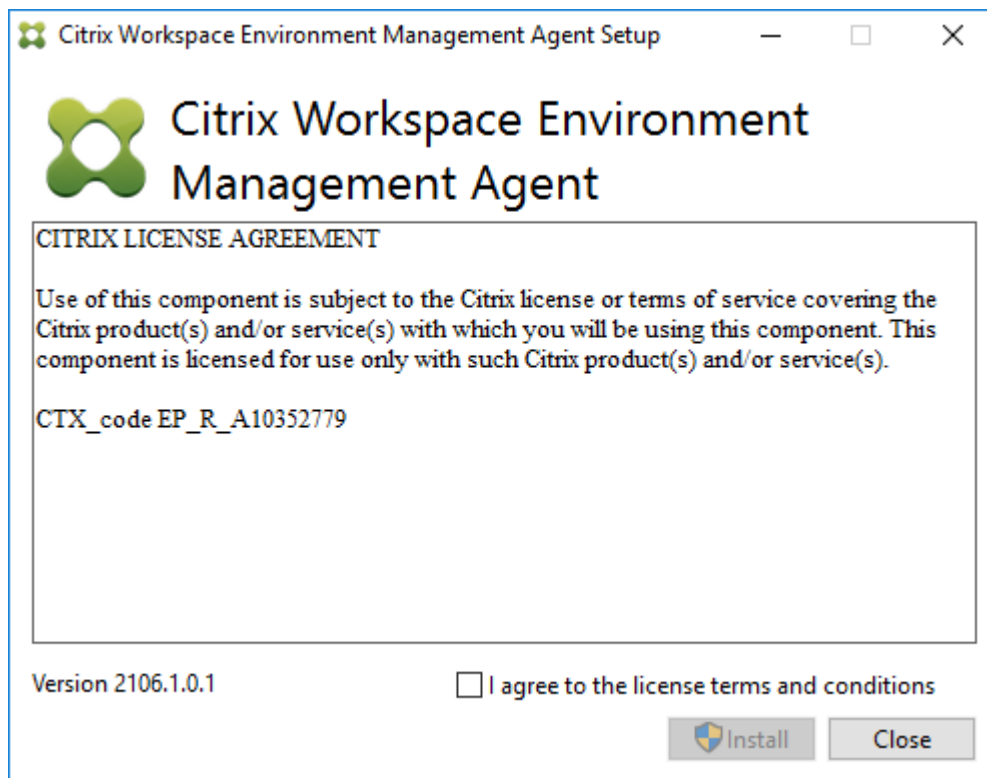 Citrix Workspace Environment Management Agent Setup
Citrix Workspace Environment
Management Agent
CITRIX LICENSE AGREEMENT
Use of this component is subject to the Citrix license or terms of service covering the
Citrix product(s) and/or service(s) with which you will be using this component. This
component is licensed for use only with such Citrix product(s) and/or service(s).
CTX_code EP_R_A10352779
Version 2106.1.0.1
I agree to the license terms and conditions
Install
Close